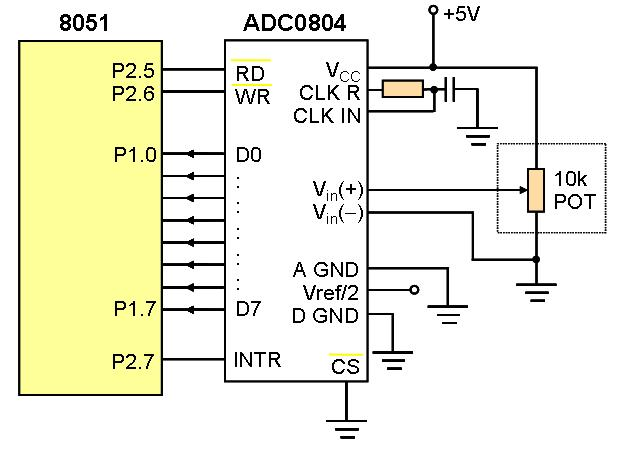 8051 ADC0804
+5V
P2.5 RD VCC
P2.6 WR CLK R
CLK IN
P1.0 D0
10k
Vin(+) POT
Vin(−)
A GND
Vref/2
P1.7 D7 D GND
P2.7 INTR CS